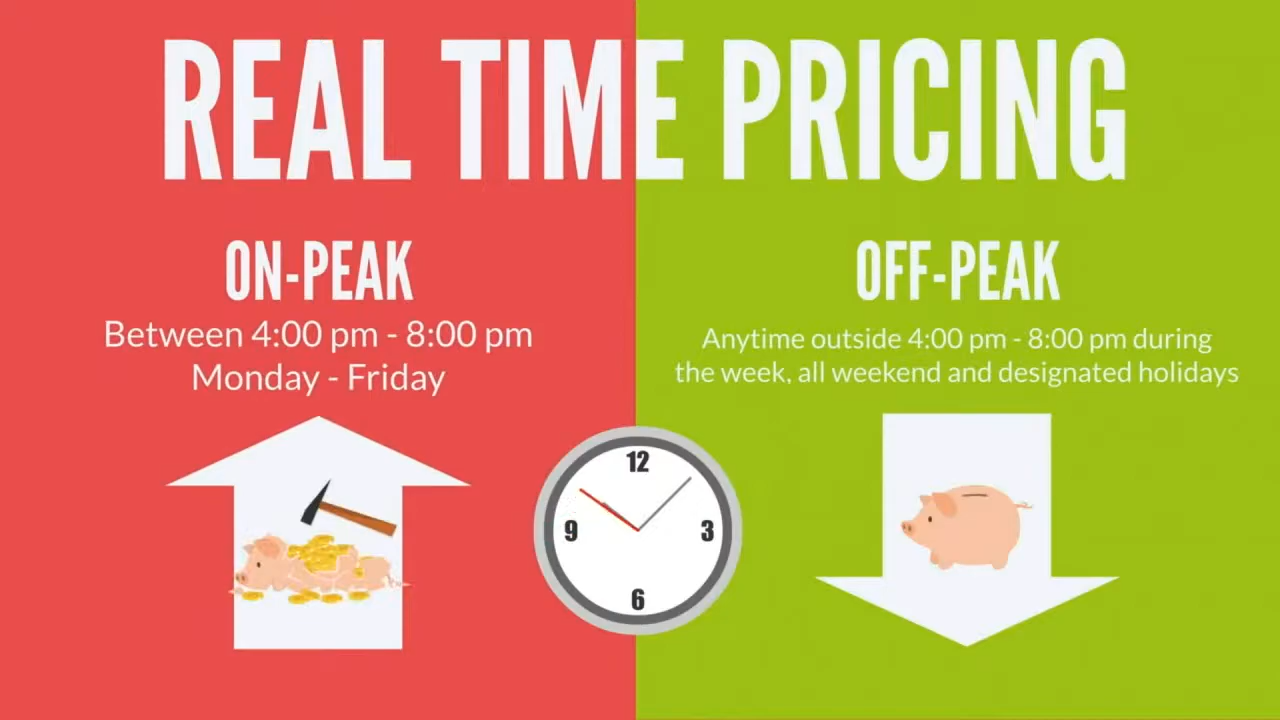 REAL TIME PRICING
ON-PEAK
Between 4:00 pm - 8:00 pm
Monday - Friday
OFF-PEAK
Anytime outside 4:00 pm - 8:00 pm during
the week, all weekend and designated holidays
12
9
3
6